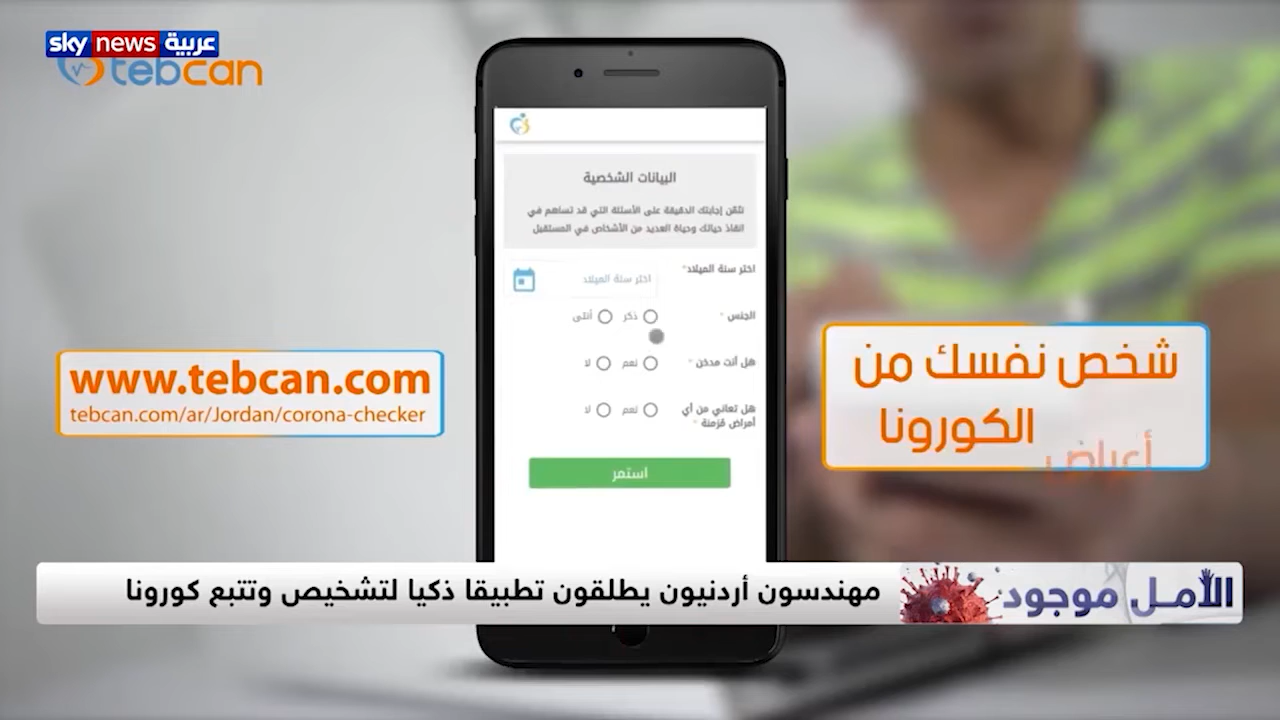 sky news عربية
tebcan
البيانات الشخصية
نثمّن إجابتك الدقيقة على الأسئلة التي قد تساهم في
انقاذ حياتك وحياة العديد من الأشخاص في المستقبل
اختر سنة الميلاد*
اختر سنة الميلاد
الجنس *
ذكر
أنثى
هل أنت مدخن *
نعم
لا
هل تعاني من أي
أمراض مُزمنة *
نعم
لا
استمر
شخص نفسك من
أعراض
الكورونا
www.tebcan.com
tebcan.com/ar/Jordan/corona-checker
الأمل موجود
مهندسون أردنيون يطلقون تطبيقا ذكيا لتشخيص وتتبع كورونا